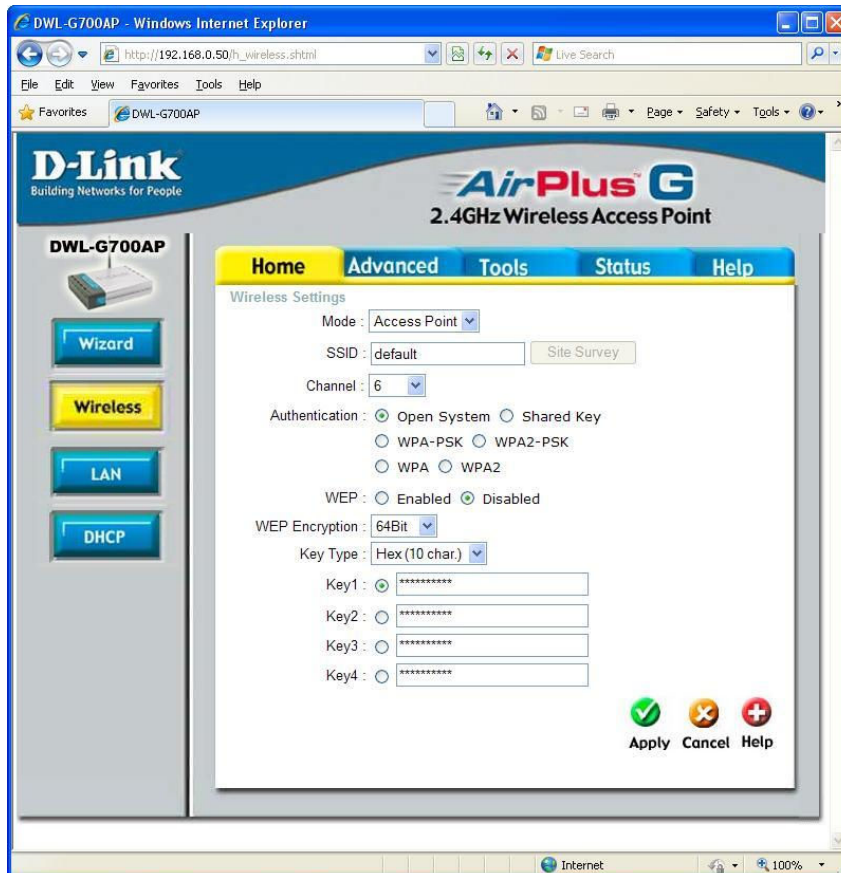 DWL-G700AP - Windows Internet Explorer
http://192.168.0.50/h_wireless.shtml
Live Search
File Edit View Favorites Tools Help
Favorites DWL-G700AP Page Safety Tools
D-Link
Building Networks for People
AirPlus™ G
2.4GHz Wireless Access Point
DWL-G700AP
Home Advanced Tools Status Help
Wizard
Wireless
LAN
DHCP
Wireless Settings
Mode : Access Point
SSID : default Site Survey
Channel : 6
Authentication : Open System Shared Key
WPA-PSK WPA2-PSK
WPA WPA2
WEP : Enabled Disabled
WEP Encryption : 64Bit
Key Type : Hex (10 char.)
Key1 : **********
Key2 : **********
Key3 : **********
Key4 : **********
Apply Cancel Help
Internet 100%